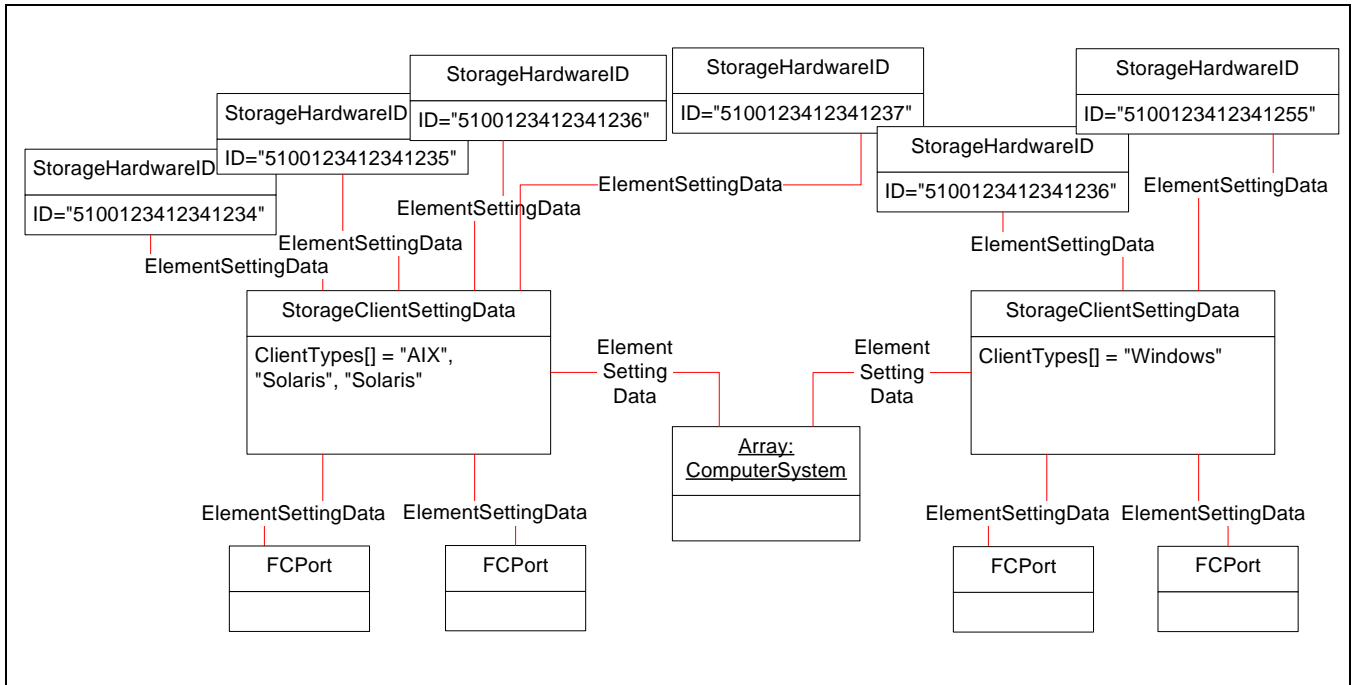 StorageHardwareID
ID="5100123412341234"
StorageHardwareID
ID="5100123412341235"
StorageHardwareID
ID="5100123412341236"
StorageHardwareID
ID="5100123412341237"
StorageHardwareID
ID="5100123412341236"
StorageHardwareID
ID="5100123412341255"
ElementSettingData
ElementSettingData
ElementSettingData
ElementSettingData
ElementSettingData
ElementSettingData
StorageClientSettingData
ClientTypes[] = "AIX",
"Solaris", "Solaris"
Element
Setting
Data
Array:
ComputerSystem
Element
Setting
Data
StorageClientSettingData
ClientTypes[] = "Windows"
ElementSettingData
ElementSettingData
ElementSettingData
ElementSettingData
FCPort
FCPort
FCPort
FCPort